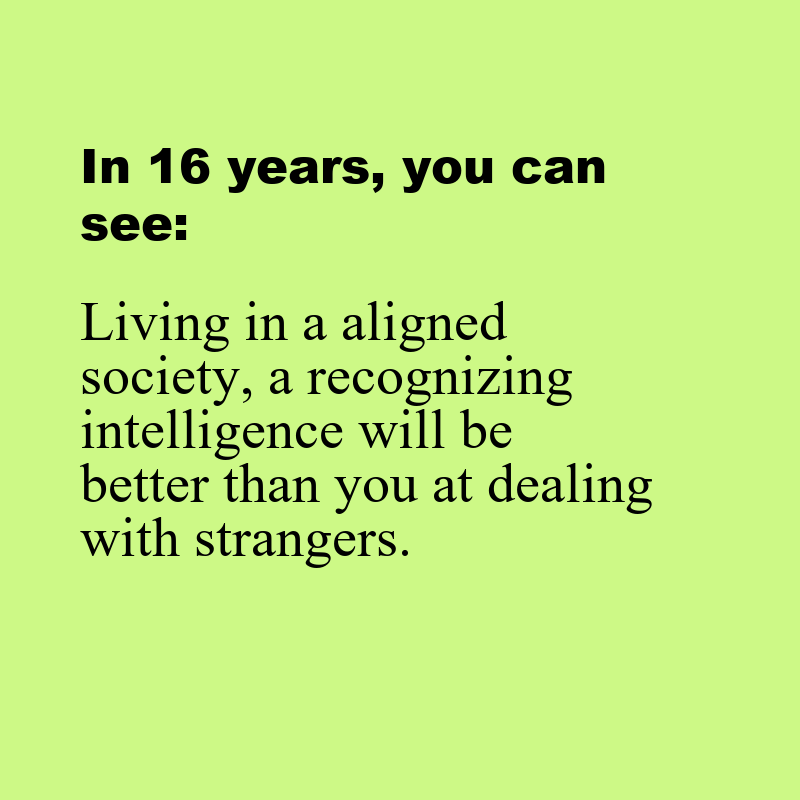 In 16 years, you can
see:
Living in a aligned
society, a recognizing
intelligence will be
better than you at dealing
with strangers.